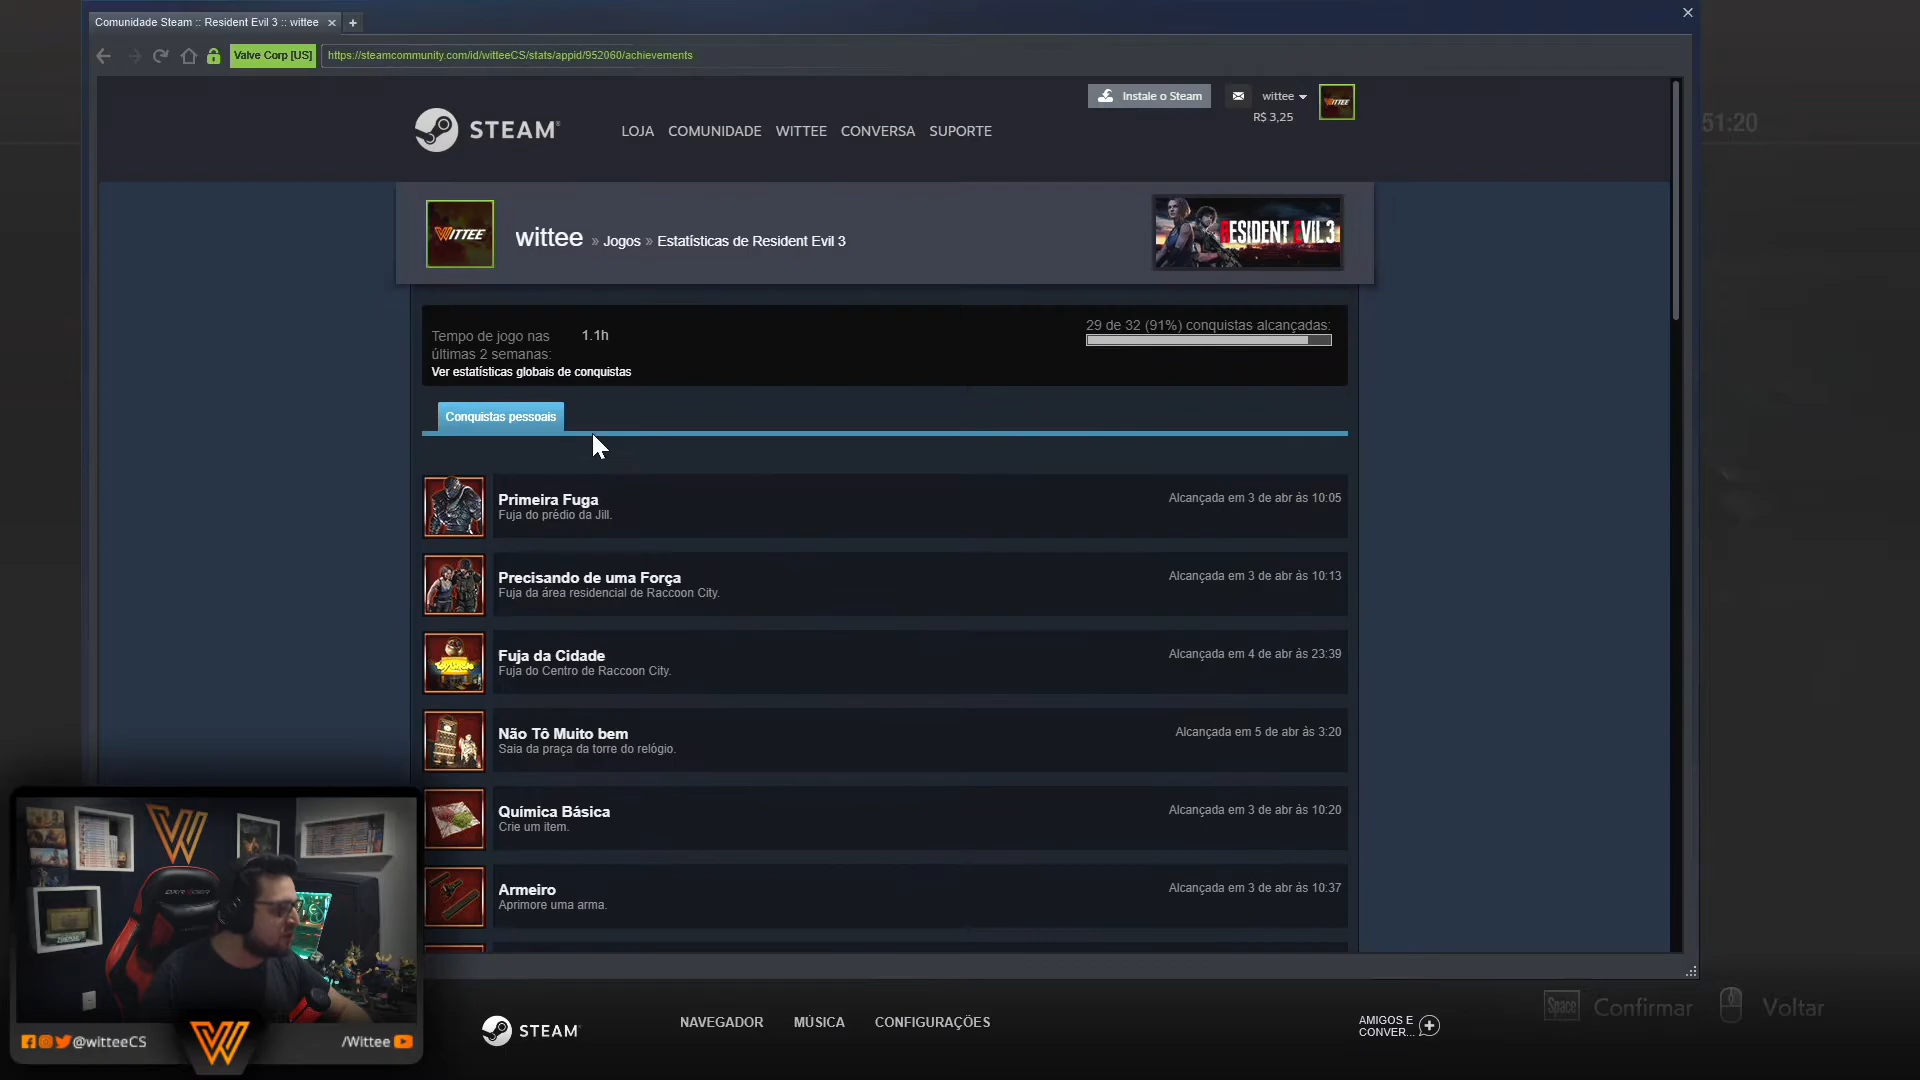 Comunidade Steam :: Resident Evil 3 :: wittee
Valve Corp [US]
https://steamcommunity.com/id/witteeCS/stats/appid/952060/achievements
Instale o Steam
wittee
R$ 3,25
WITTEE
STEAM
LOJA
COMUNIDADE
WITTEE
CONVERSA
SUPORTE
51:20
WITTEE
wittee » Jogos » Estatísticas de Resident Evil 3
RESIDENT EVIL 3
Tempo de jogo nas
últimas 2 semanas:
1.1h
29 de 32 (91%) conquistas alcançadas:
Ver estatísticas globais de conquistas
Conquistas pessoais
Primeira Fuga
Fuja do prédio da Jill.
Alcançada em 3 de abr às 10:05
Precisando de uma Força
Fuja da área residencial de Raccoon City.
Alcançada em 3 de abr às 10:13
Fuja da Cidade
Fuja do Centro de Raccoon City.
Alcançada em 4 de abr às 23:39
Não Tô Muito bem
Saia da praça da torre do relógio.
Alcançada em 5 de abr às 3:20
Química Básica
Crie um item.
Alcançada em 3 de abr às 10:20
Armeiro
Aprimore uma arma.
Alcançada em 3 de abr às 10:37
DXRACER
@witteeCS
/Wittee
STEAM
NAVEGADOR
MÚSICA
CONFIGURAÇÕES
AMIGOS E
CONVER...
Space
Confirmar
Voltar